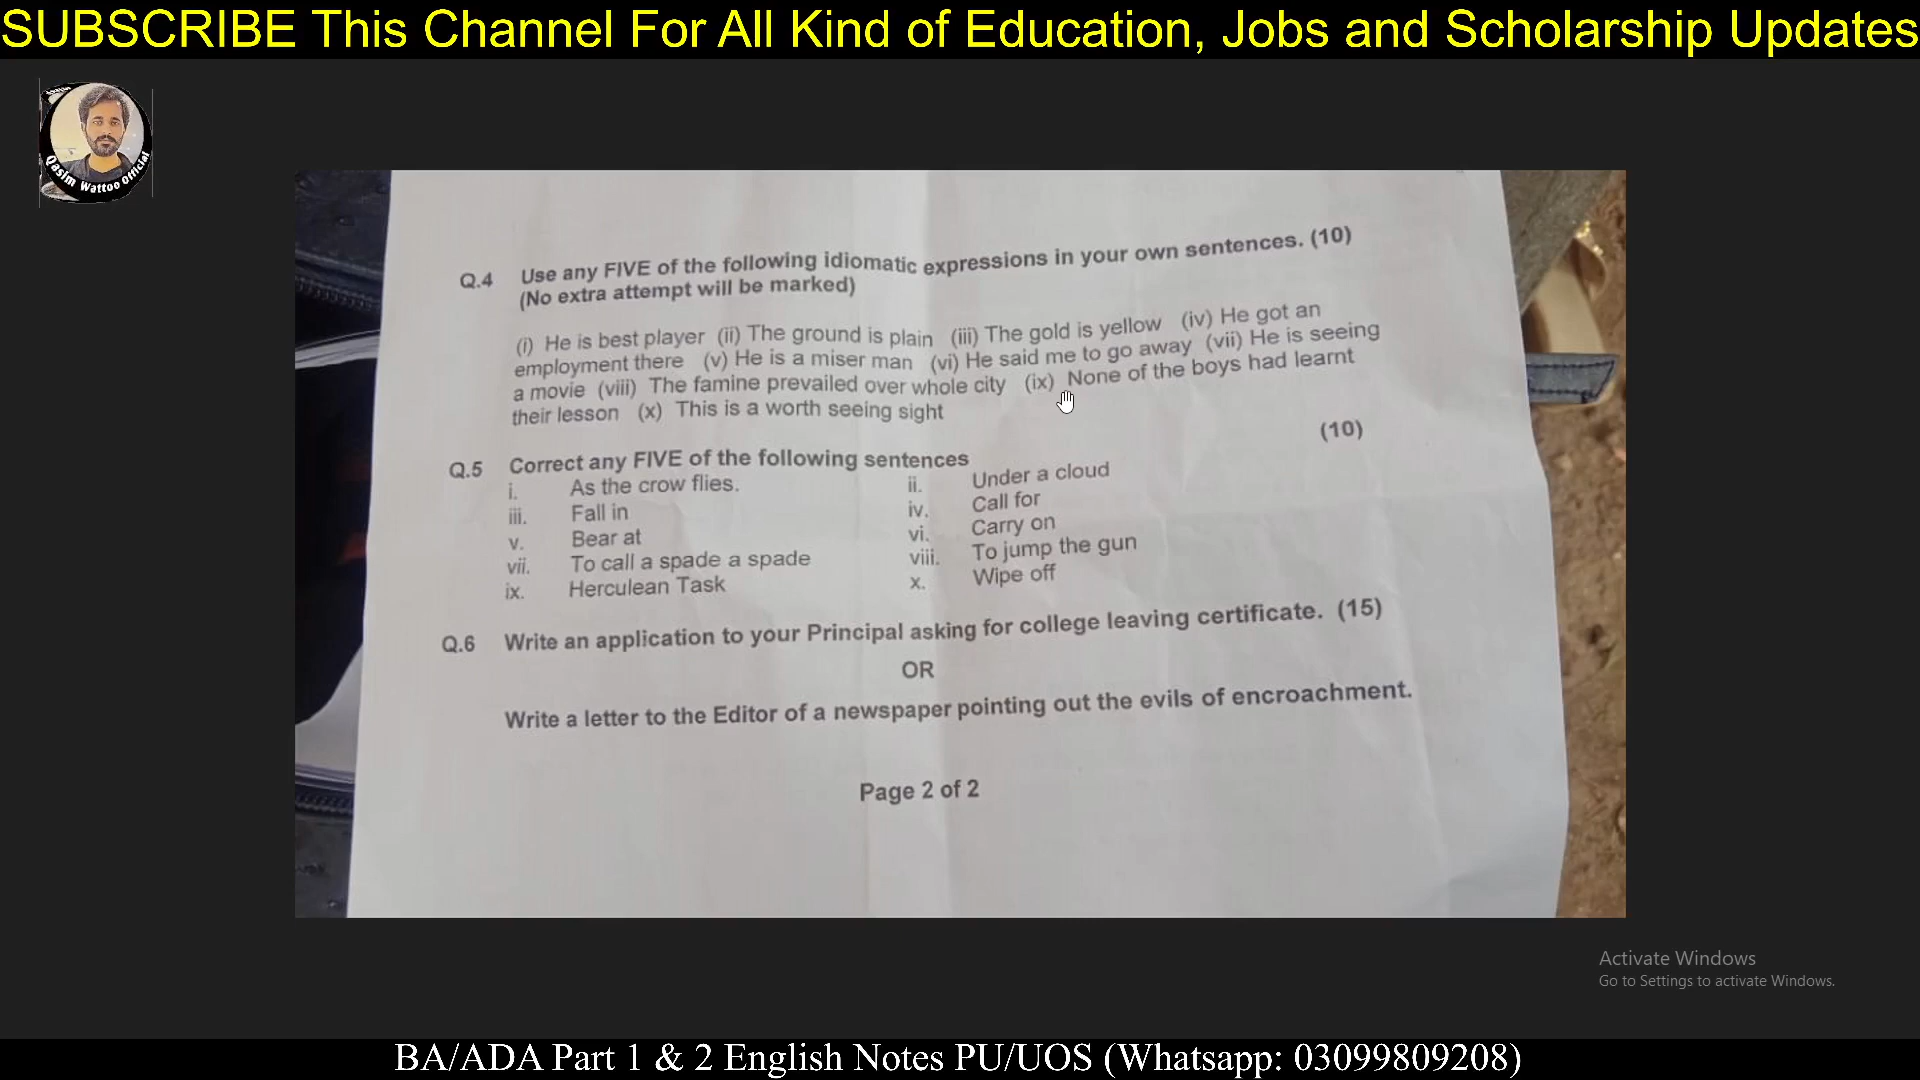 SUBSCRIBE This Channel For All Kind of Education, Jobs and Scholarship Updates
Qasim Wattoo Official
Q.4 Use any FIVE of the following idiomatic expressions in your own sentences. (10)
(No extra attempt will be marked)
(i) He is best player (ii) The ground is plain (iii) The gold is yellow (iv) He got an
employment there (v) He is a miser man (vi) He said me to go away (vii) He is seeing
a movie (viii) The famine prevailed over whole city (ix) None of the boys had learnt
their lesson (x) This is a worth seeing sight
(10)
Q.5 Correct any FIVE of the following sentences
i. As the crow flies. ii. Under a cloud
iii. Fall in iv. Call for
v. Bear at vi. Carry on
vii. To call a spade a spade viii. To jump the gun
ix. Herculean Task x. Wipe off
Q.6 Write an application to your Principal asking for college leaving certificate. (15)
OR
Write a letter to the Editor of a newspaper pointing out the evils of encroachment.
Page 2 of 2
Activate Windows
Go to Settings to activate Windows.
BA/ADA Part 1 & 2 English Notes PU/UOS (Whatsapp: 03099809208)